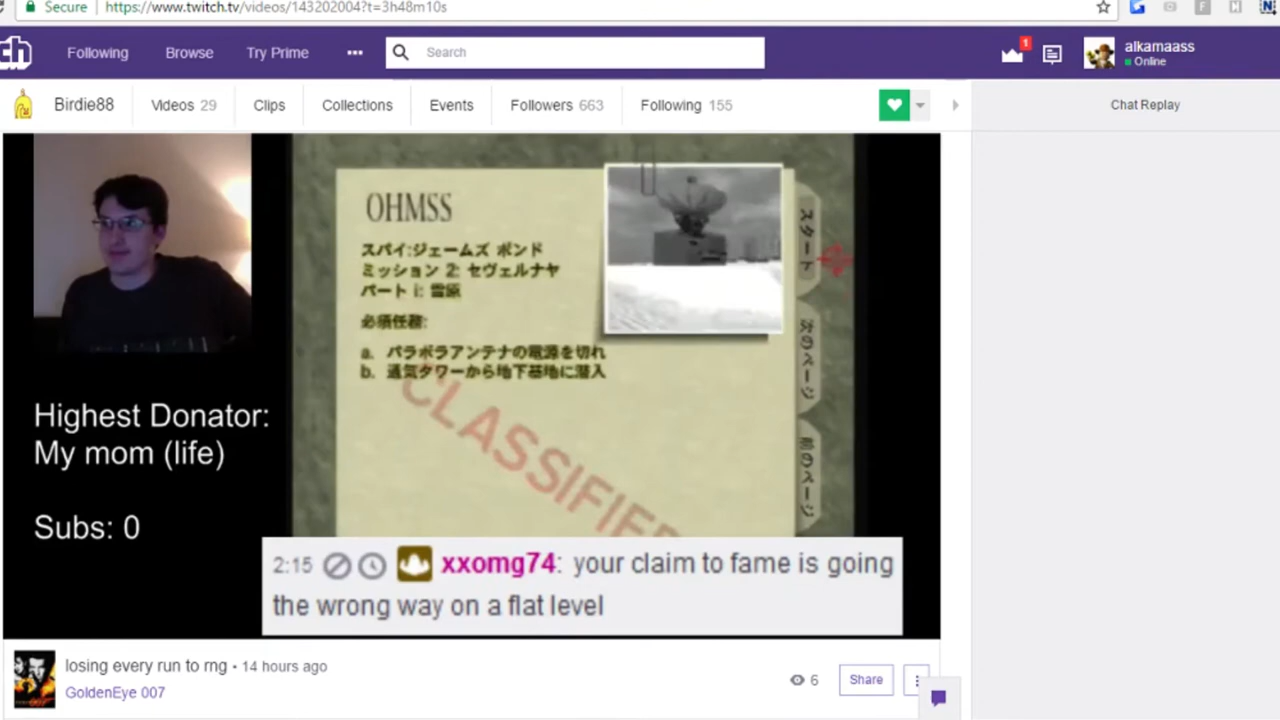 Secure
https://www.twitch.tv/videos/143202004?t=3h48m10s
ch
Following
Browse
Try Prime
Search
1
alkamaass
Online
Birdie88
Videos 29
Clips
Collections
Events
Followers 663
Following 155
Chat Replay
OHMSS
スパイ:ジェームズ ボンド
ミッション 2: セヴェルナヤ
パート i: 雪原
必須任務:
a. パラボラアンテナの電源を切れ
b. 通気タワーから地下基地に潜入
CLASSIFIED
スタート
次のページ
前のページ
Highest Donator:
My mom (life)
Subs: 0
2:15 xxomg74: your claim to fame is going
the wrong way on a flat level
losing every run to rng • 14 hours ago
GoldenEye 007
6
Share